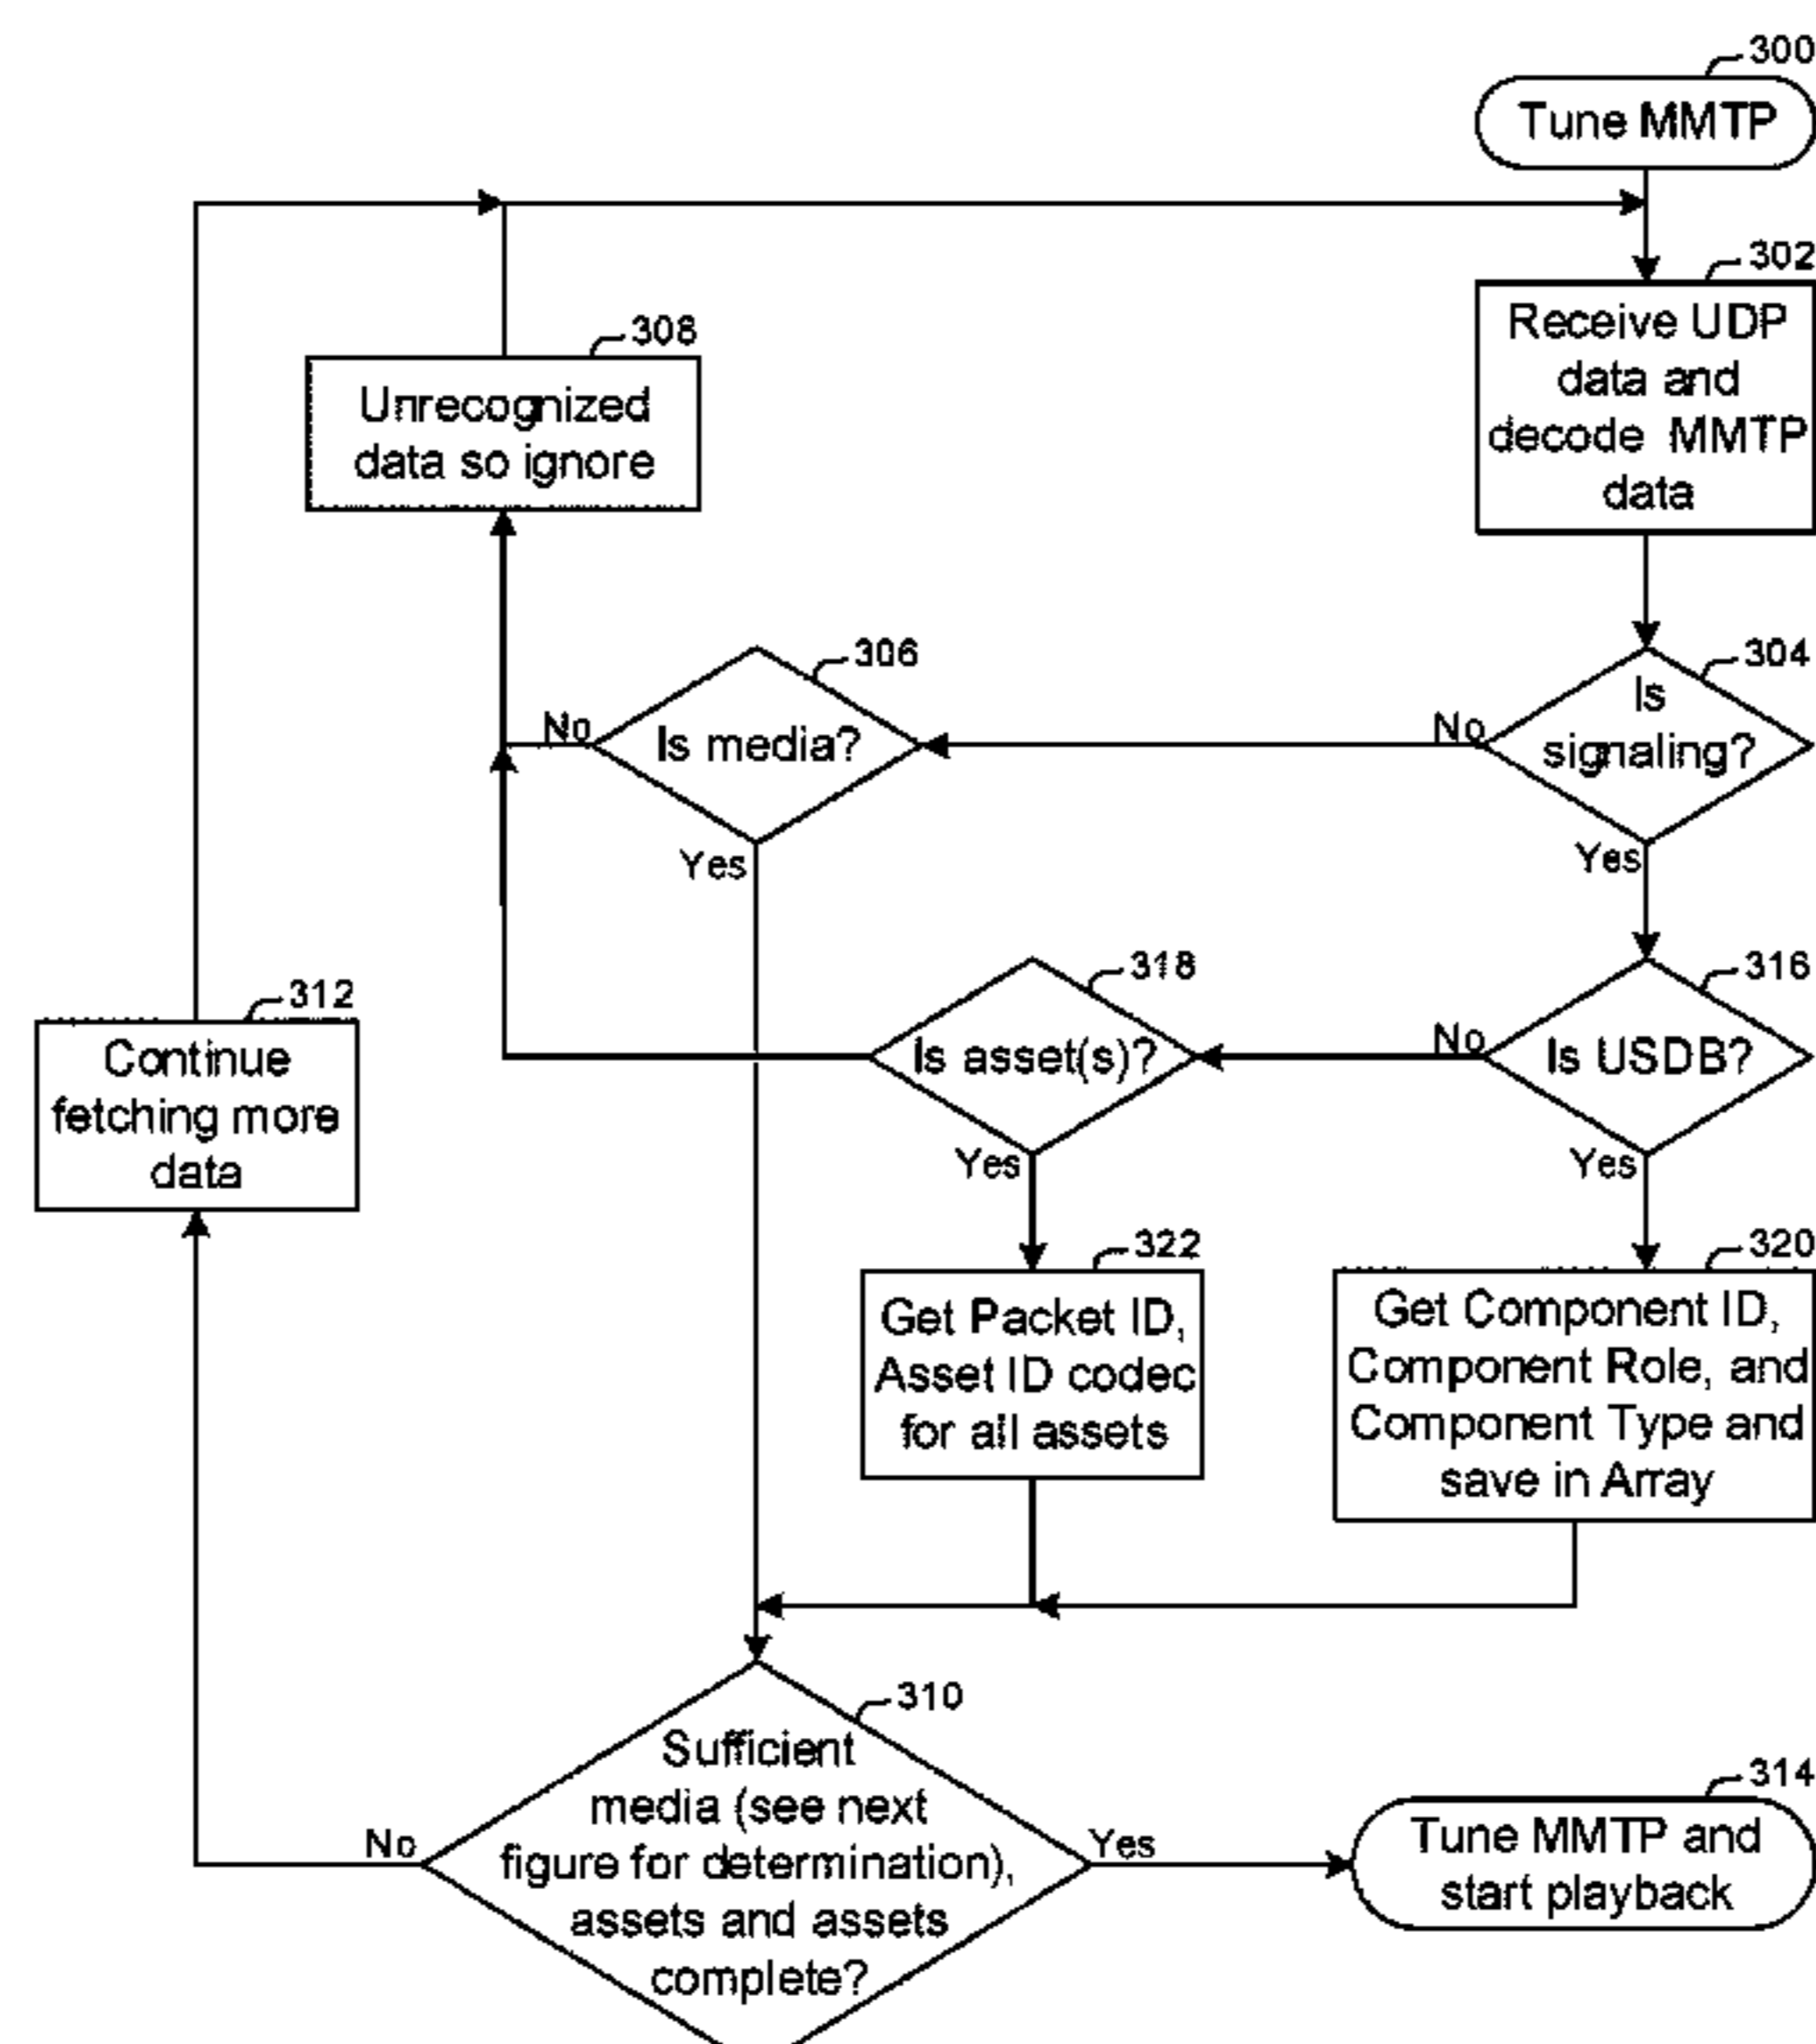 300
Tune MMTP
302
Receive UDP
data and
decode MMTP
data
308
Unrecognized
data so ignore
306
Is media?
No
Yes
304
Is
signaling?
No
Yes
318
Is asset(s)?
Yes
316
Is USDB?
No
Yes
312
Continue
fetching more
data
322
Get Packet ID,
Asset ID codec
for all assets
320
Get Component ID,
Component Role, and
Component Type and
save in Array
310
Sufficient
media (see next
figure for determination),
assets and assets
complete?
No
Yes
314
Tune MMTP and
start playback